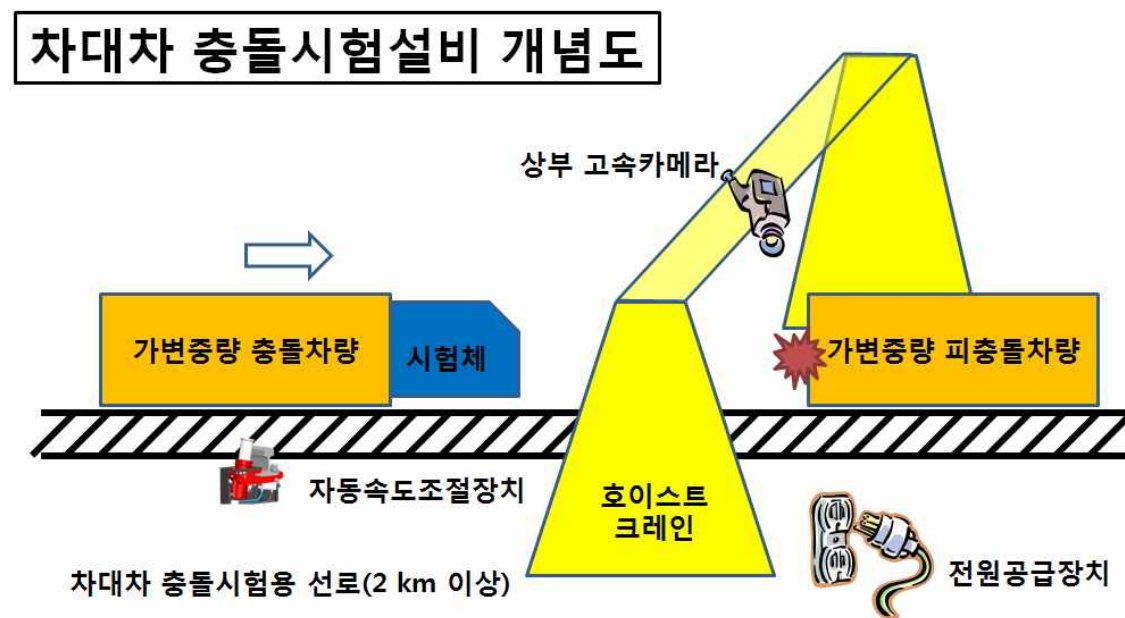 차대차 충돌시험설비 개념도
상부 고속카메라
가변중량 충돌차량
시험체
가변중량 피충돌차량
자동속도조절장치
호이스트
크레인
차대차 충돌시험용 선로(2 km 이상)
전원공급장치